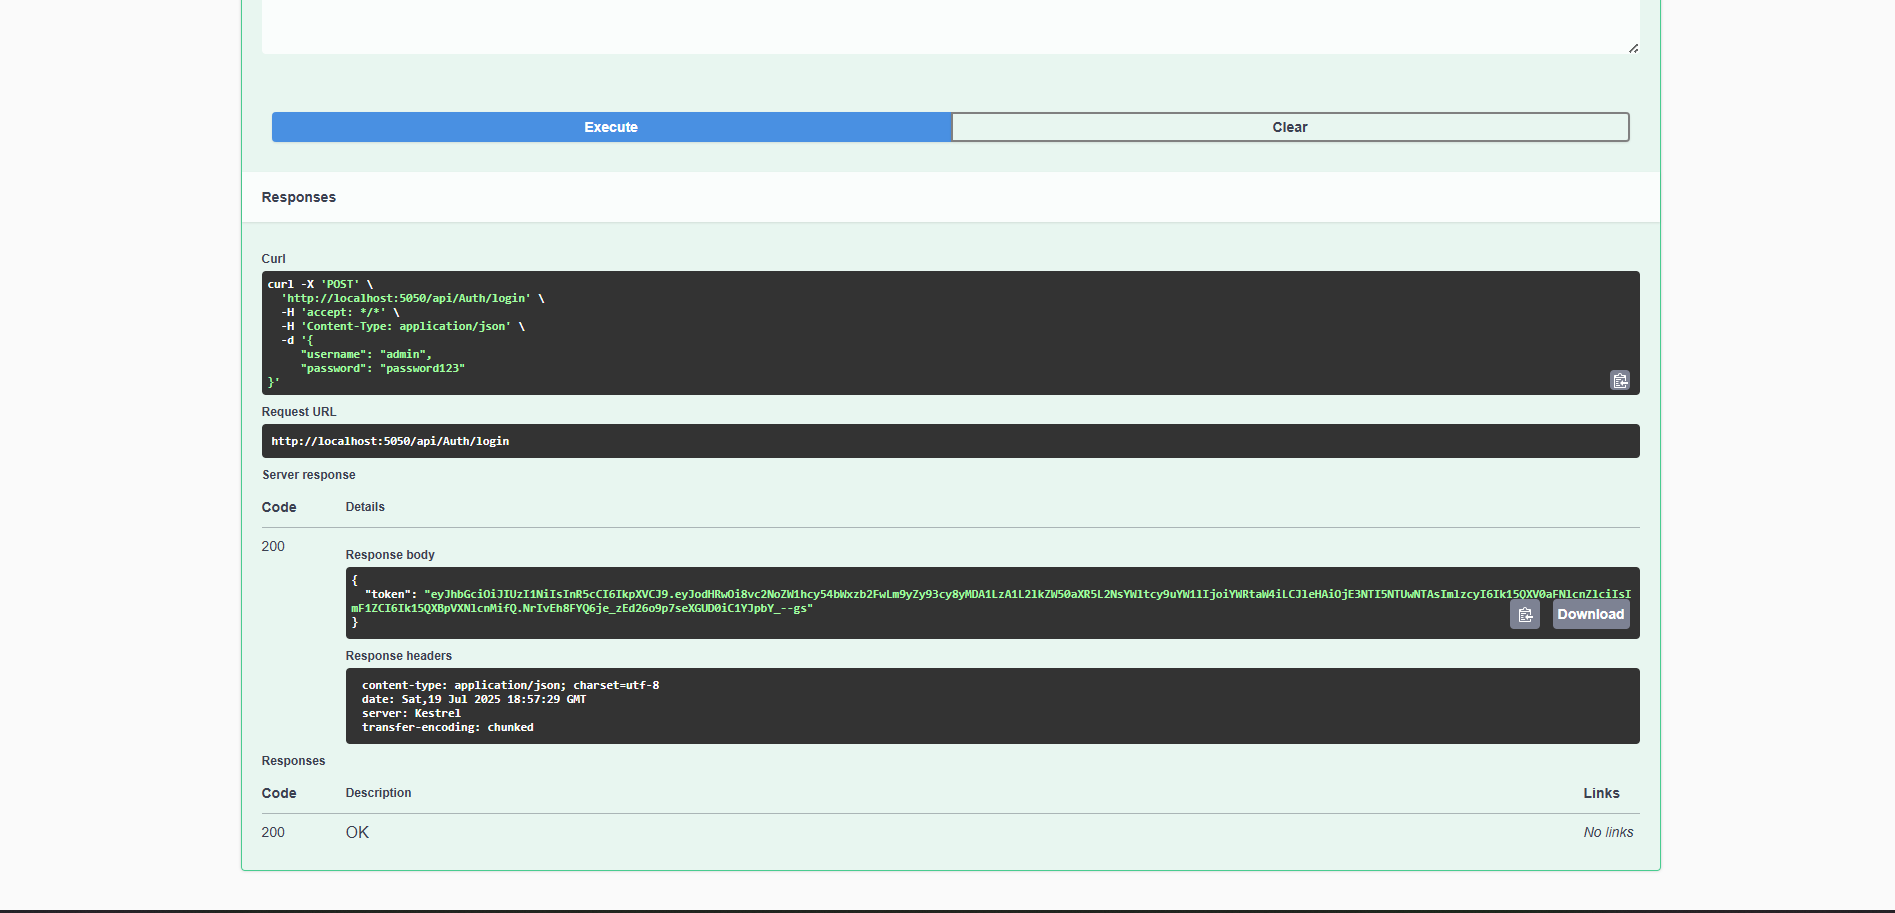 Execute
Clear
Responses
Curl
curl -X 'POST' \
'http://localhost:5050/api/Auth/login' \
-H 'accept: */*' \
-H 'Content-Type: application/json' \
-d '{
"username": "admin",
"password": "password123"
}'
Request URL
http://localhost:5050/api/Auth/login
Server response
Code Details
200
Response body
{
"token": "eyJhbGciOiJIUzI1NiIsInR5cCI6IkpXVCJ9.eyJodHRwOi8vc2NoZW1hcy54bWxzb2FwLm9yZy93cy8yMDA1LzA1L2lkZW50aXR5L2NsYWltcy9uYW1lIjoiYWRtaW4iLCJleHAiOjE3NTI5NTUwNTAsImlzcyI6Ik15QXV0aFNlcnZlciIsI
mF1ZCI6Ik15QXBpVXNlcnMifQ.NrIvEh8FYQ6je_zEd26o9p7seXGUD0iC1YJpbY_--gs"
}
Download
Response headers
content-type: application/json; charset=utf-8
date: Sat,19 Jul 2025 18:57:29 GMT
server: Kestrel
transfer-encoding: chunked
Responses
Code Description Links
200 OK No links